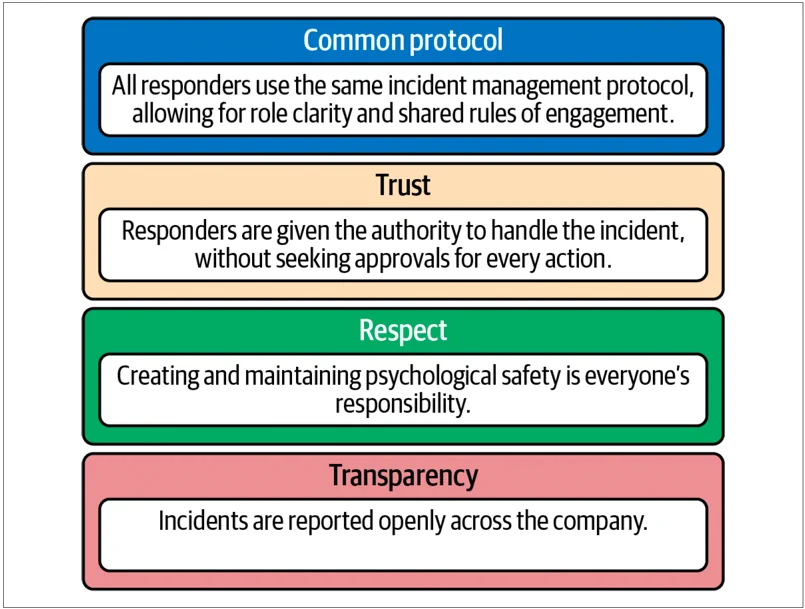 Common protocol
All responders use the same incident management protocol,
allowing for role clarity and shared rules of engagement.
Trust
Responders are given the authority to handle the incident,
without seeking approvals for every action.
Respect
Creating and maintaining psychological safety is everyone’s
responsibility.
Transparency
Incidents are reported openly across the company.